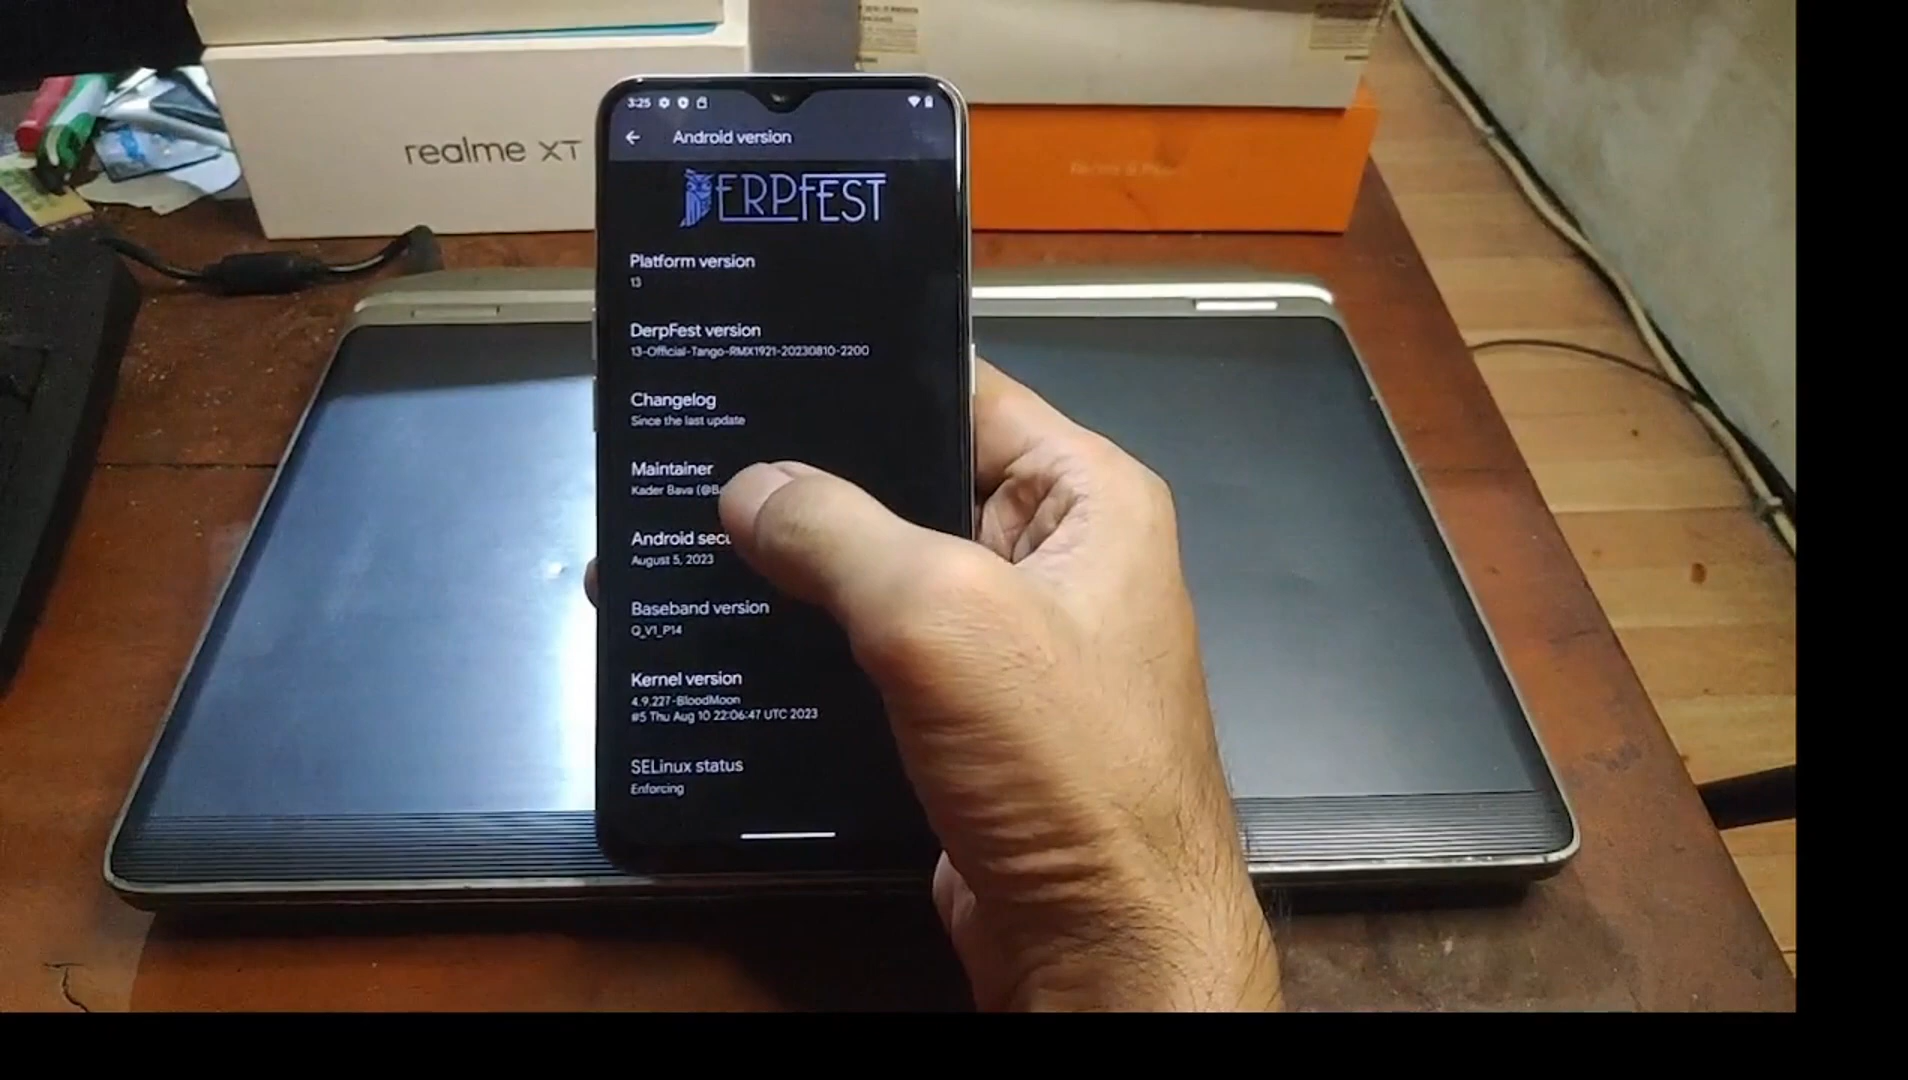 realme XT
3:25
Android version
DERPFEST
Platform version
13
DerpFest version
13-Official-Tango-RMX1921-20230810-2200
Changelog
Since the last update
Maintainer
Kader Bava (@Ba
Android secu
August 5, 2023
Baseband version
Q_V1_P14
Kernel version
4.9.227-BloodMoon
#5 Thu Aug 10 22:06:47 UTC 2023
SELinux status
Enforcing